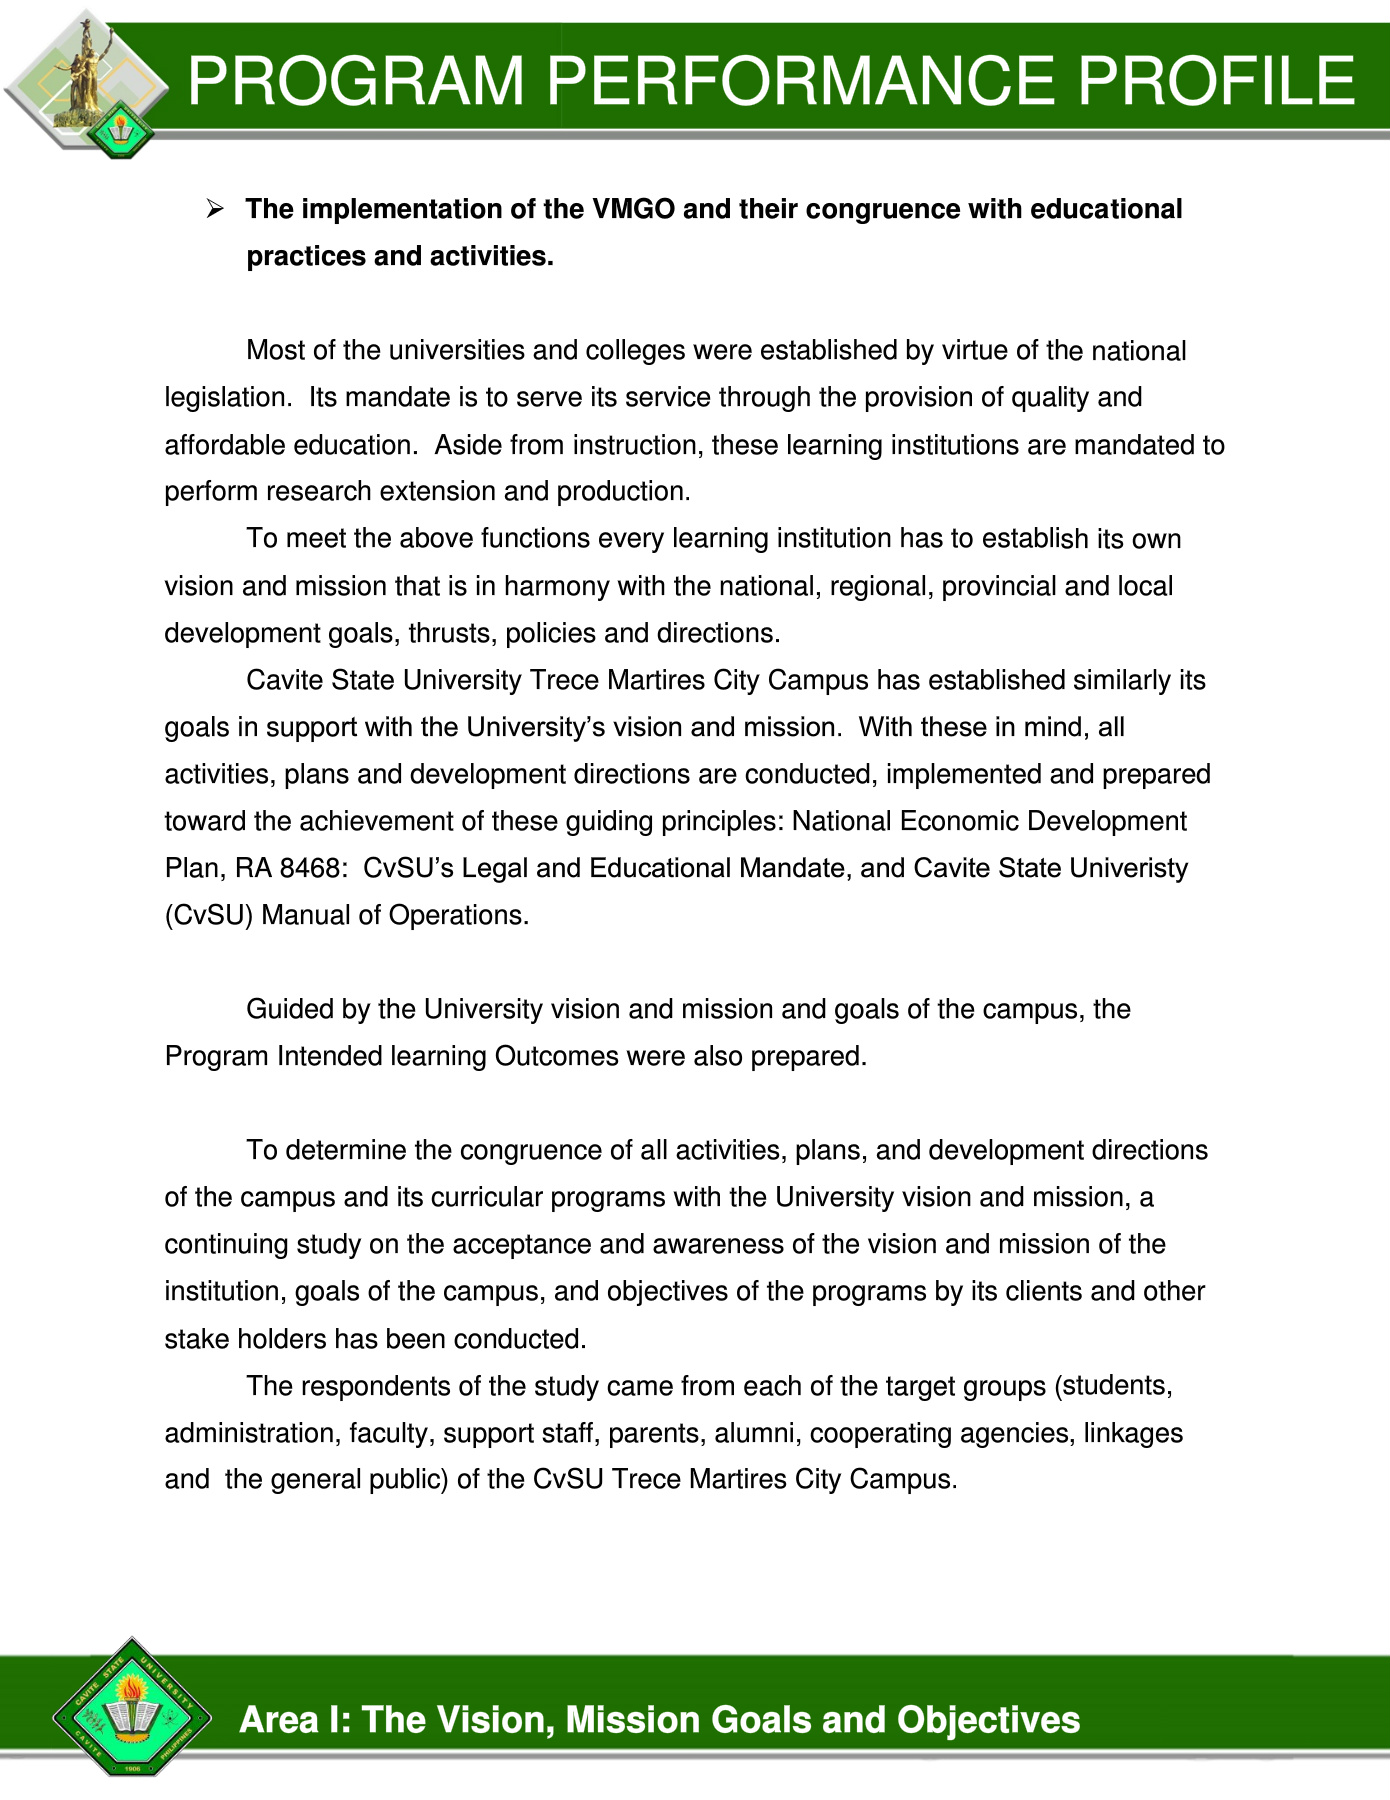 PROGRAM PERFORMANCE PROFILE
➢ The implementation of the VMGO and their congruence with educational
practices and activities.
Most of the universities and colleges were established by virtue of the national
legislation.  Its mandate is to serve its service through the provision of quality and
affordable education.  Aside from instruction, these learning institutions are mandated to
perform research extension and production.
To meet the above functions every learning institution has to establish its own
vision and mission that is in harmony with the national, regional, provincial and local
development goals, thrusts, policies and directions.
Cavite State University Trece Martires City Campus has established similarly its
goals in support with the University’s vision and mission.  With these in mind, all
activities, plans and development directions are conducted, implemented and prepared
toward the achievement of these guiding principles: National Economic Development
Plan, RA 8468:  CvSU’s Legal and Educational Mandate, and Cavite State Univeristy
(CvSU) Manual of Operations.
Guided by the University vision and mission and goals of the campus, the
Program Intended learning Outcomes were also prepared.
To determine the congruence of all activities, plans, and development directions
of the campus and its curricular programs with the University vision and mission, a
continuing study on the acceptance and awareness of the vision and mission of the
institution, goals of the campus, and objectives of the programs by its clients and other
stake holders has been conducted.
The respondents of the study came from each of the target groups (students,
administration, faculty, support staff, parents, alumni, cooperating agencies, linkages
and  the general public) of the CvSU Trece Martires City Campus.
CAVITE STATE UNIVERSITY
CAVITE PHILIPPINES
1906
Area I: The Vision, Mission Goals and Objectives